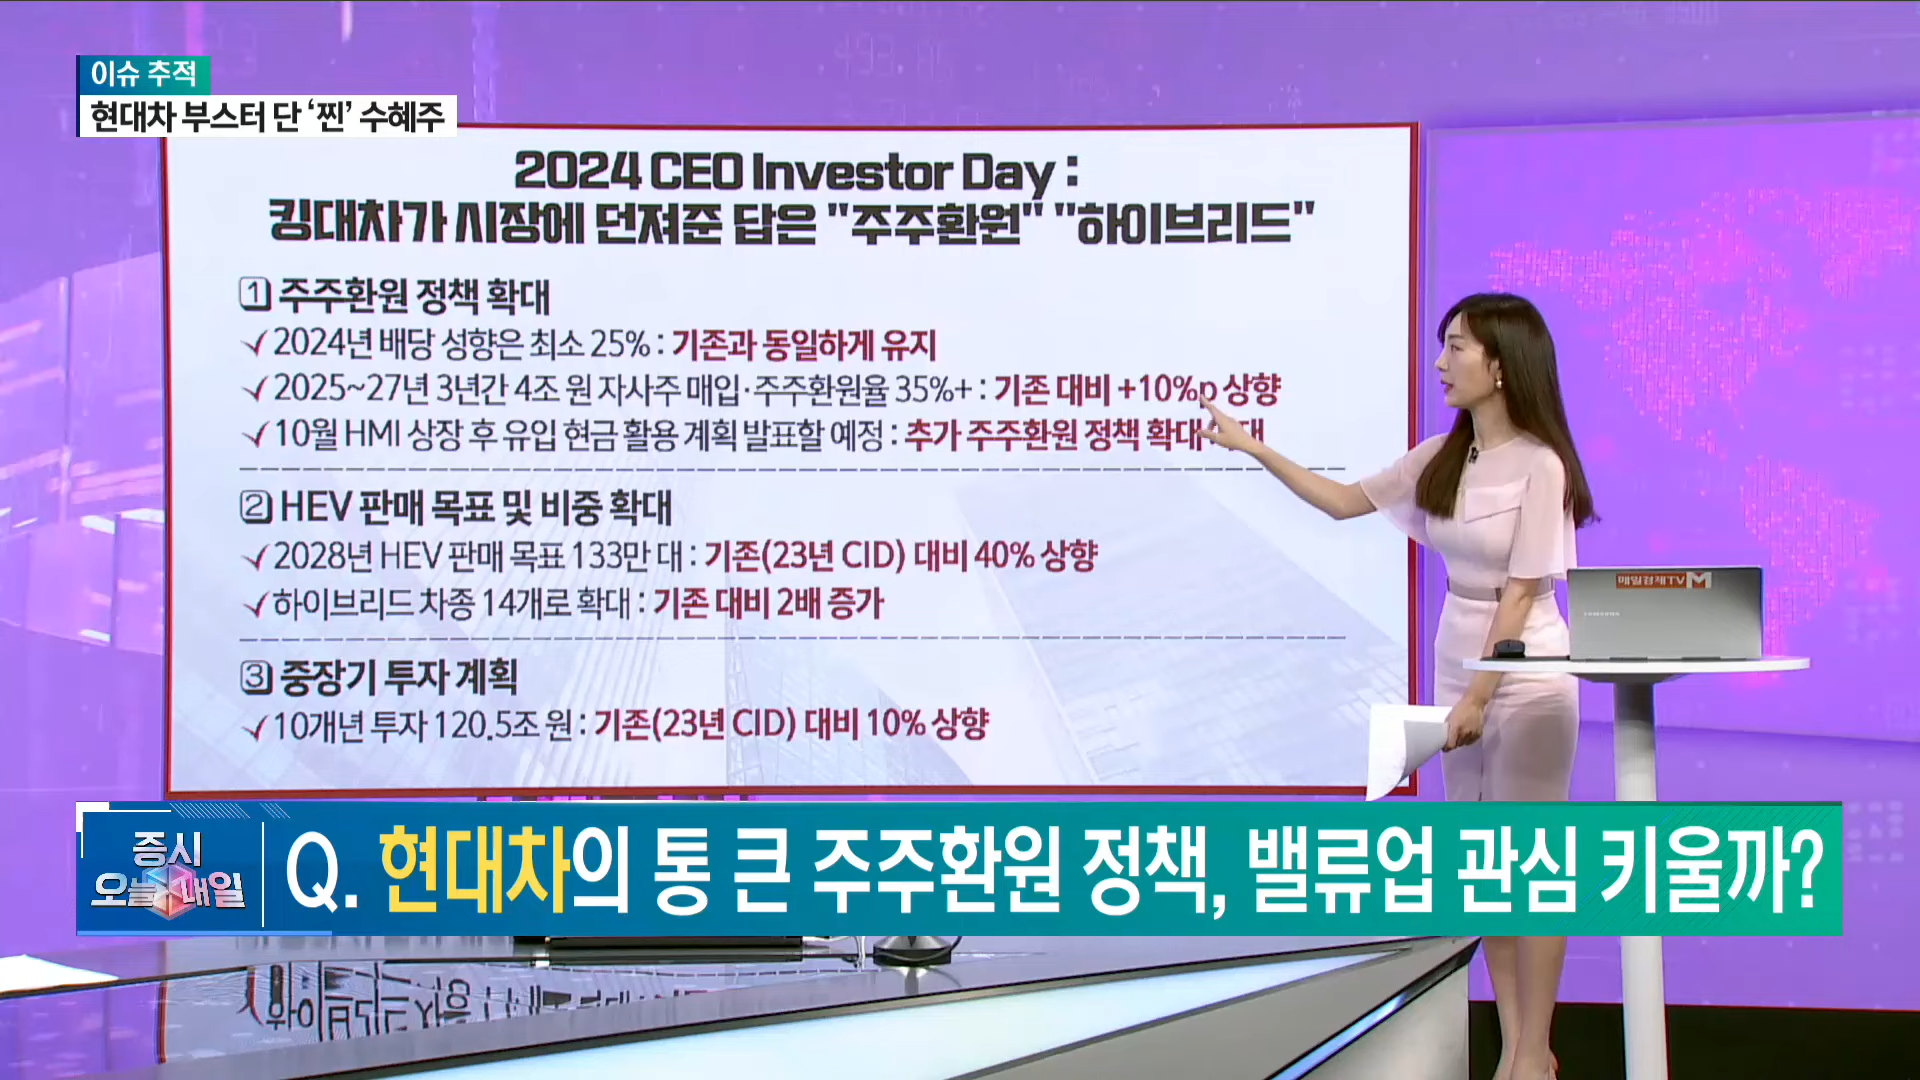 이슈 추적
현대차 부스터 단 ‘찐’ 수혜주
2024 CEO Investor Day :
킹대차가 시장에 던져준 답은 "주주환원" "하이브리드"
1 주주환원 정책 확대
✓2024년 배당 성향은 최소 25% : 기존과 동일하게 유지
✓2025~27년 3년간 4조 원 자사주 매입·주주환원율 35%+ : 기존 대비 +10%p 상향
✓10월 HMI 상장 후 유입 현금 활용 계획 발표할 예정 : 추가 주주환원 정책 확대
2 HEV 판매 목표 및 비중 확대
✓2028년 HEV 판매 목표 133만 대 : 기존(23년 CID) 대비 40% 상향
✓하이브리드 차종 14개로 확대 : 기존 대비 2배 증가
3 중장기 투자 계획
✓10개년 투자 120.5조 원 : 기존(23년 CID) 대비 10% 상향
매일경제TV M
SAMSUNG
증시
오늘×매일
Q. 현대차의 통 큰 주주환원 정책, 밸류업 관심 키울까?